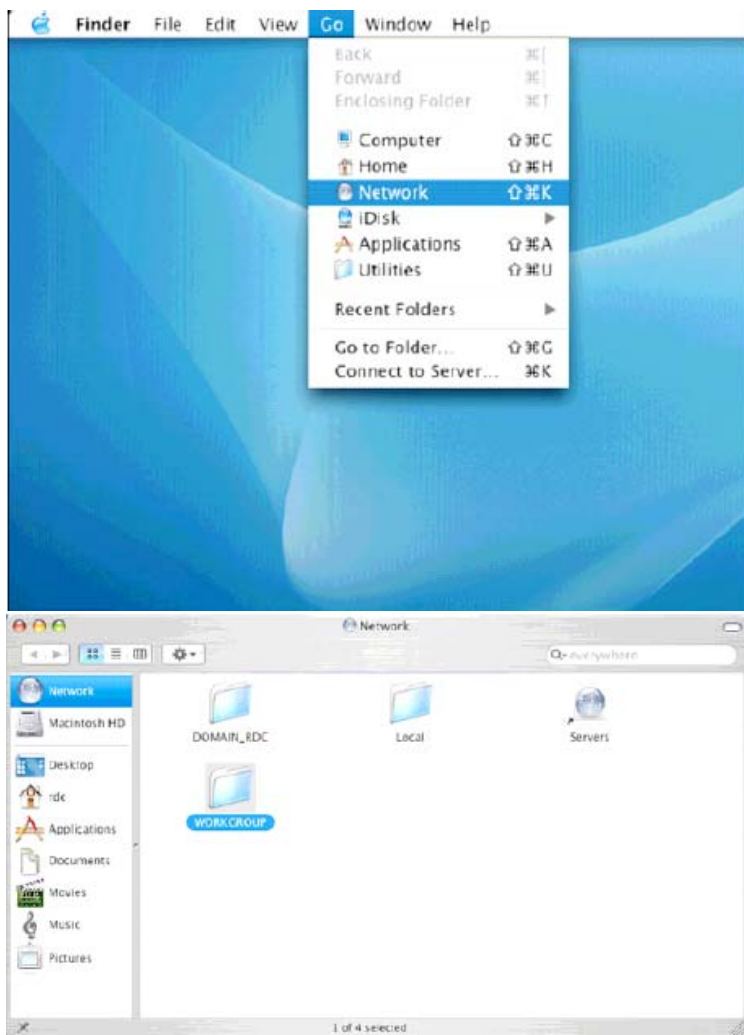 Finder File Edit View Go Window Help
Back ⌘[
Forward ⌘]
Enclosing Folder ⌘↑
Computer ⇧⌘C
Home ⇧⌘H
Network ⇧⌘K
iDisk ▶
Applications ⇧⌘A
Utilities ⇧⌘U
Recent Folders ▶
Go to Folder... ⇧⌘G
Connect to Server... ⌘K
Network
everywhere
Network
Macintosh HD
Desktop
rdc
Applications
Documents
Movies
Music
Pictures
DOMAIN_RDC
Local
Servers
WORKGROUP
1 of 4 selected